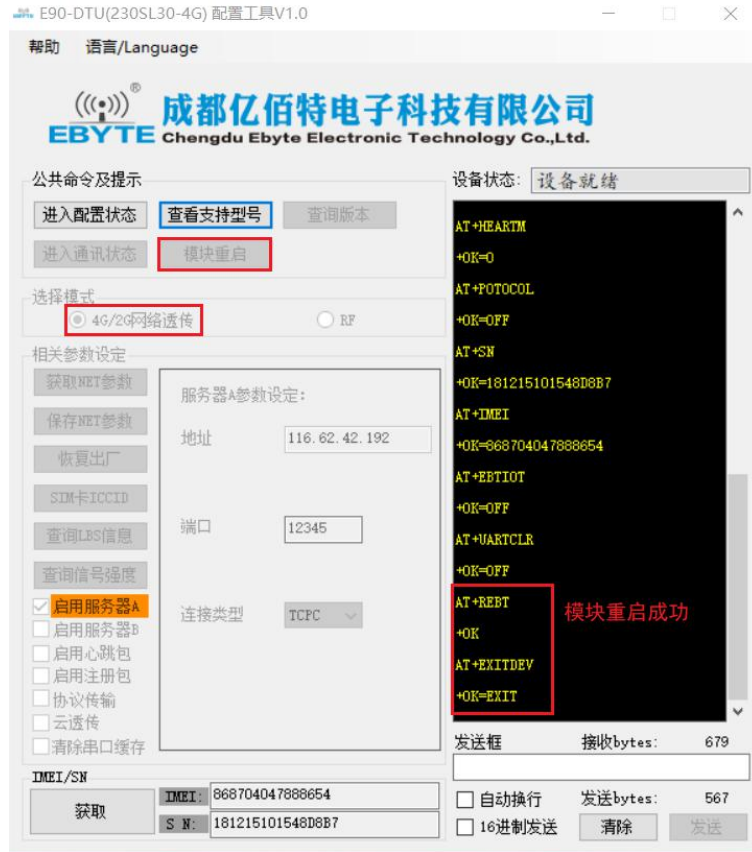 E90-DTU(230SL30-4G) 配置工具V1.0
帮助 语言/Language
((•)) ®
EBYTE
成都亿佰特电子科技有限公司
Chengdu Ebyte Electronic Technology Co.,Ltd.
公共命令及提示
进入配置状态 查看支持型号 查询版本
进入通讯状态 模块重启
选择模式
4G/2G网络透传 RF
相关参数设定
获取NET参数
保存NET参数
恢复出厂
SIM卡ICCID
查询LBS信息
查询信号强度
启用服务器A
启用服务器B
启用心跳包
启用注册包
协议传输
云透传
清除串口缓存
服务器A参数设定:
地址 116.62.42.192
端口 12345
连接类型 TCPC
IMEI/SN
获取
IMEI: 868704047888654
S N: 181215101548D8B7
设备状态: 设备就绪
AT+HEARTM
+OK=0
AT+POTOCOL
+OK=OFF
AT+SN
+OK=181215101548D8B7
AT+IMEI
+OK=868704047888654
AT+EBTIOT
+OK=OFF
AT+UARTCLR
+OK=OFF
AT+REBT
+OK
AT+EXITDEV
+OK=EXIT
模块重启成功
发送框 接收bytes: 679
自动换行 发送bytes: 567
16进制发送 清除 发送